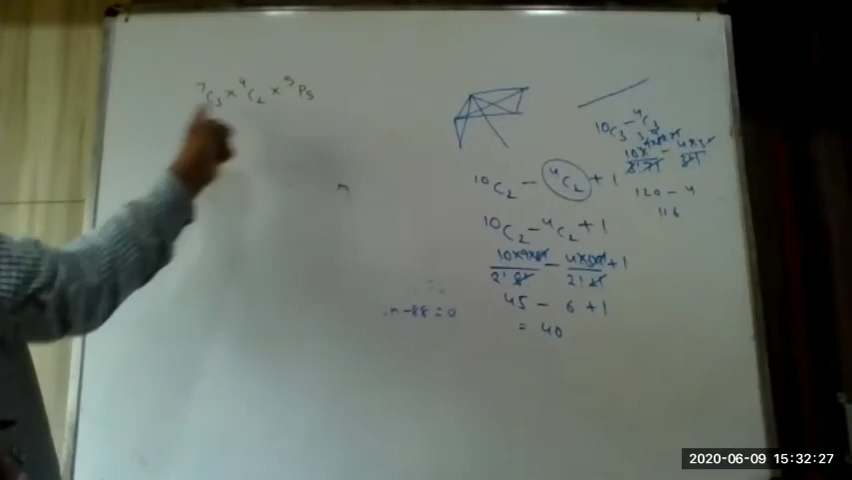 ⁷C₃ × ⁴C₂ × ⁵P₅
n
n-88=0
¹⁰C₂ - ⁴C₂ + 1
¹⁰C₂ - ⁴C₂ + 1
45 - 6 + 1
= 40
¹⁰C₃ - ⁴C₃
120 - 4
116
2020-06-09 15:32:27